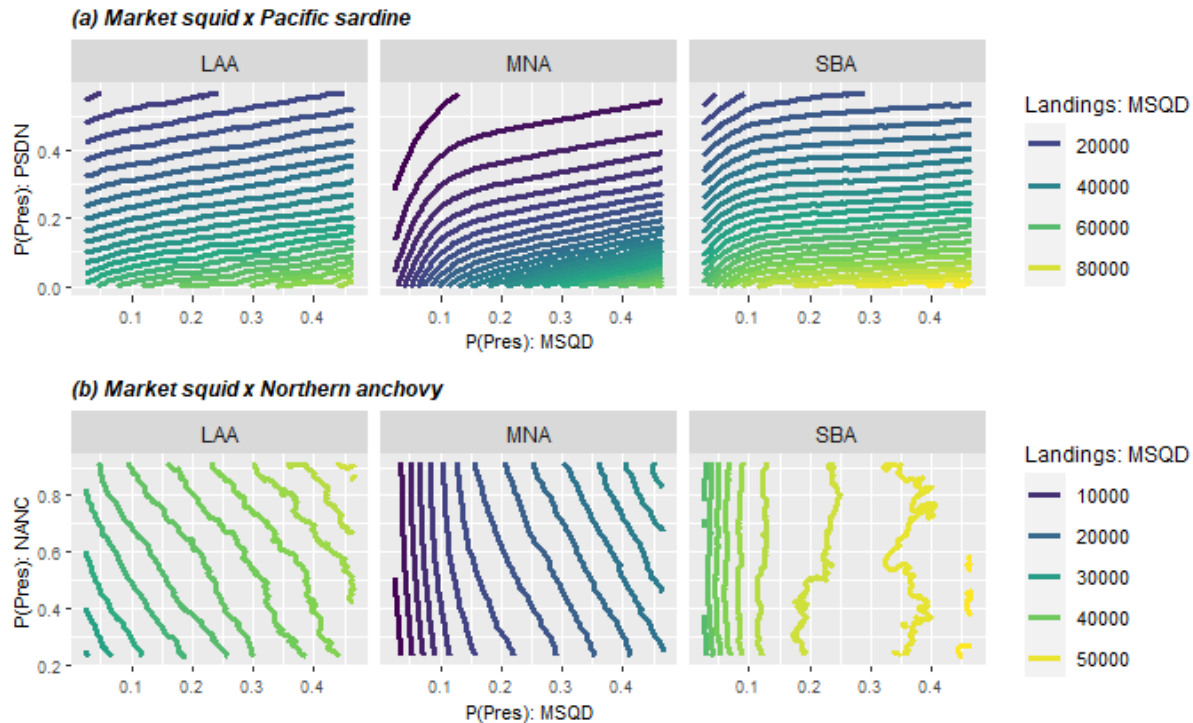 (a) Market squid x Pacific sardine
LAA MNA SBA
P(Pres): PSDN
0.4
0.2
0.0
0.1 0.2 0.3 0.4 0.1 0.2 0.3 0.4 0.1 0.2 0.3 0.4
P(Pres): MSQD
Landings: MSQD
20000
40000
60000
80000
(b) Market squid x Northern anchovy
LAA MNA SBA
P(Pres): NANC
0.8
0.6
0.4
0.2
0.1 0.2 0.3 0.4 0.1 0.2 0.3 0.4 0.1 0.2 0.3 0.4
P(Pres): MSQD
Landings: MSQD
10000
20000
30000
40000
50000